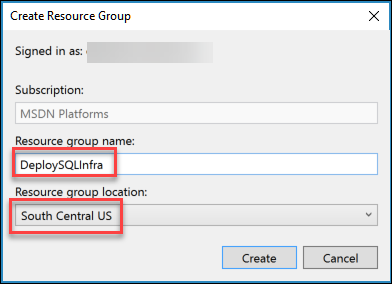 Create Resource Group
Signed in as:
Subscription:
MSDN Platforms
Resource group name:
DeploySQLInfra
Resource group location:
South Central US
Create
Cancel